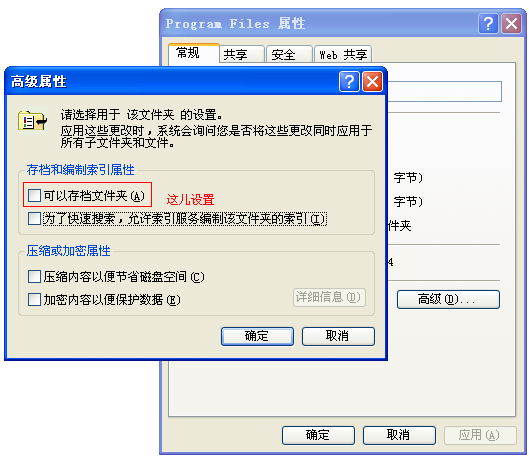 Program Files 属性
常规
共享
安全
Web 共享
字节)
字节)
件夹
4
高级(D)...
确定
取消
应用(A)
高级属性
请选择用于 该文件夹 的设置。
应用这些更改时，系统会询问您是否将这些更改同时应用于
所有子文件夹和文件。
存档和编制索引属性
可以存档文件夹(A)
这儿设置
为了快速搜索，允许索引服务编制该文件夹的索引(I)
压缩或加密属性
压缩内容以便节省磁盘空间(C)
加密内容以便保护数据(E)
详细信息(D)
确定
取消